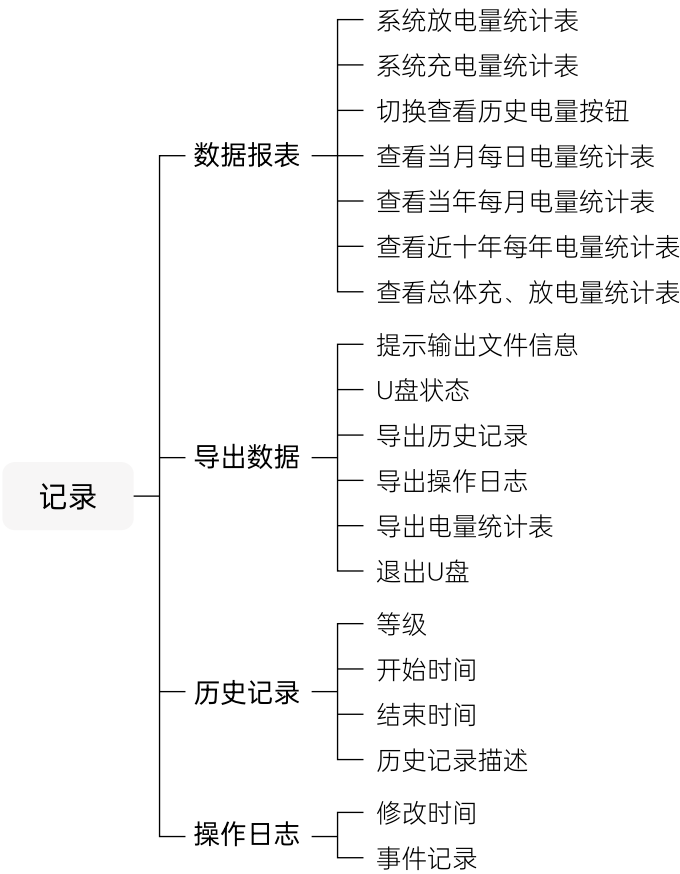 记录
数据报表
系统放电量统计表
系统充电量统计表
切换查看历史电量按钮
查看当月每日电量统计表
查看当年每月电量统计表
查看近十年每年电量统计表
查看总体充、放电量统计表
导出数据
提示输出文件信息
U盘状态
导出历史记录
导出操作日志
导出电量统计表
退出U盘
历史记录
等级
开始时间
结束时间
历史记录描述
操作日志
修改时间
事件记录